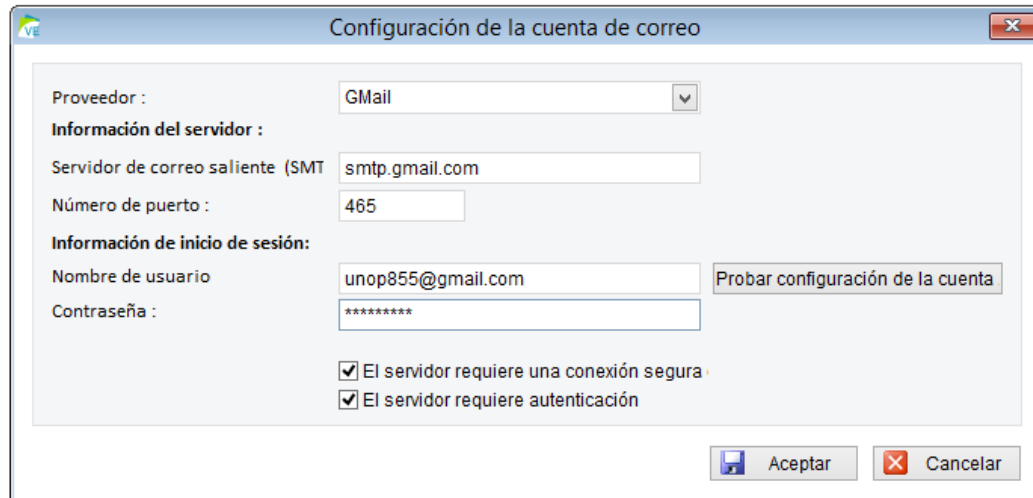 VE
Configuración de la cuenta de correo
Proveedor :
GMail
Información del servidor :
Servidor de correo saliente (SMT
smtp.gmail.com
Número de puerto :
465
Información de inicio de sesión:
Nombre de usuario
unop855@gmail.com
Probar configuración de la cuenta
Contraseña :
*********
El servidor requiere una conexión segura
El servidor requiere autenticación
Aceptar
Cancelar